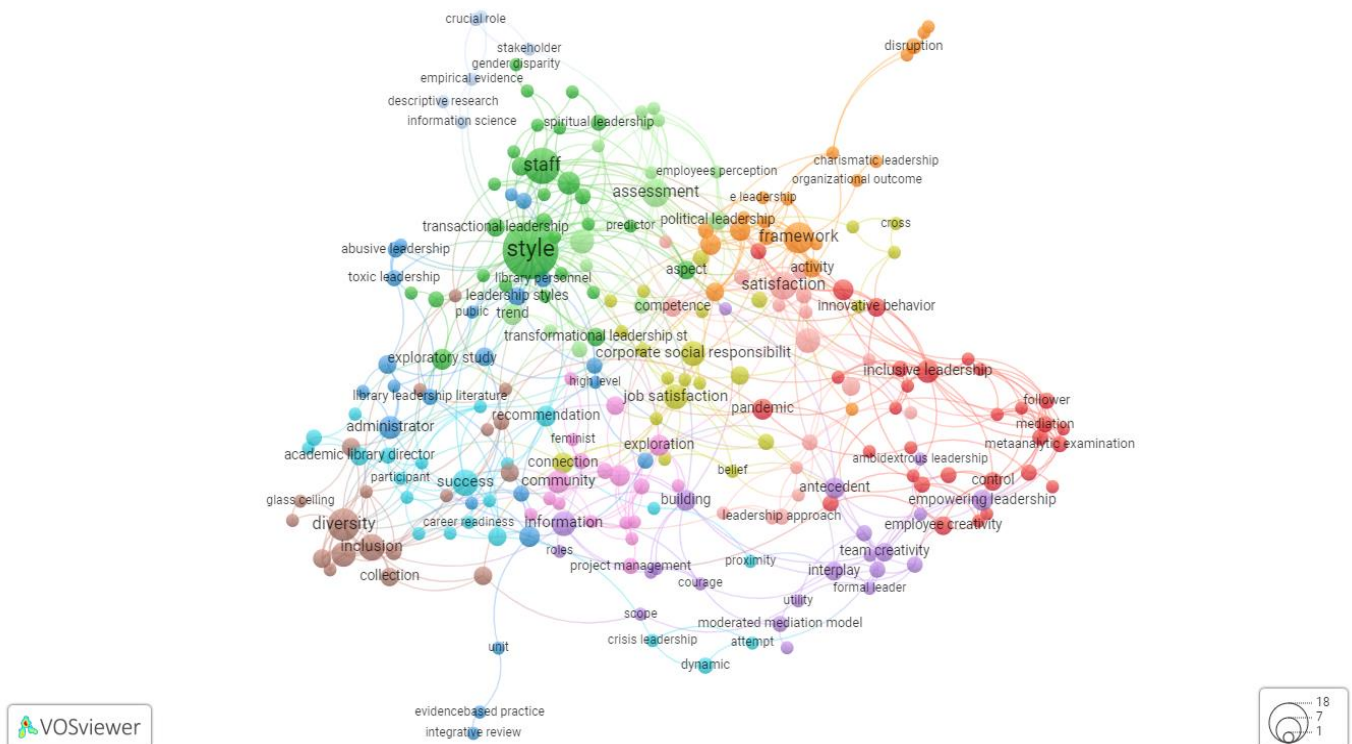 crucial role
stakeholder
disruption
gender disparity
empirical evidence
descriptive research
information science
spiritual leadership
charismatic leadership
staff
employees perception
organizational outcome
assessment
e leadership
political leadership
cross
transactional leadership
predictor
framework
abusive leadership
style
aspect
activity
toxic leadership
library personnel
satisfaction
leadership styles
competence
innovative behavior
public
trend
transformational leadership st
corporate social responsibilit
exploratory study
inclusive leadership
high level
library leadership literature
job satisfaction
follower
recommendation
pandemic
administrator
mediation
feminist
exploration
metaanalytic examination
academic library director
connection
belief
ambidextrous leadership
participant
success
community
control
antecedent
glass ceiling
building
empowering leadership
diversity
career readiness
information
leadership approach
employee creativity
inclusion
roles
team creativity
collection
project management
proximity
interplay
courage
formal leader
utility
scope
moderated mediation model
unit
crisis leadership
attempt
dynamic
evidencebased practice
integrative review
VOSviewer
18
7
1